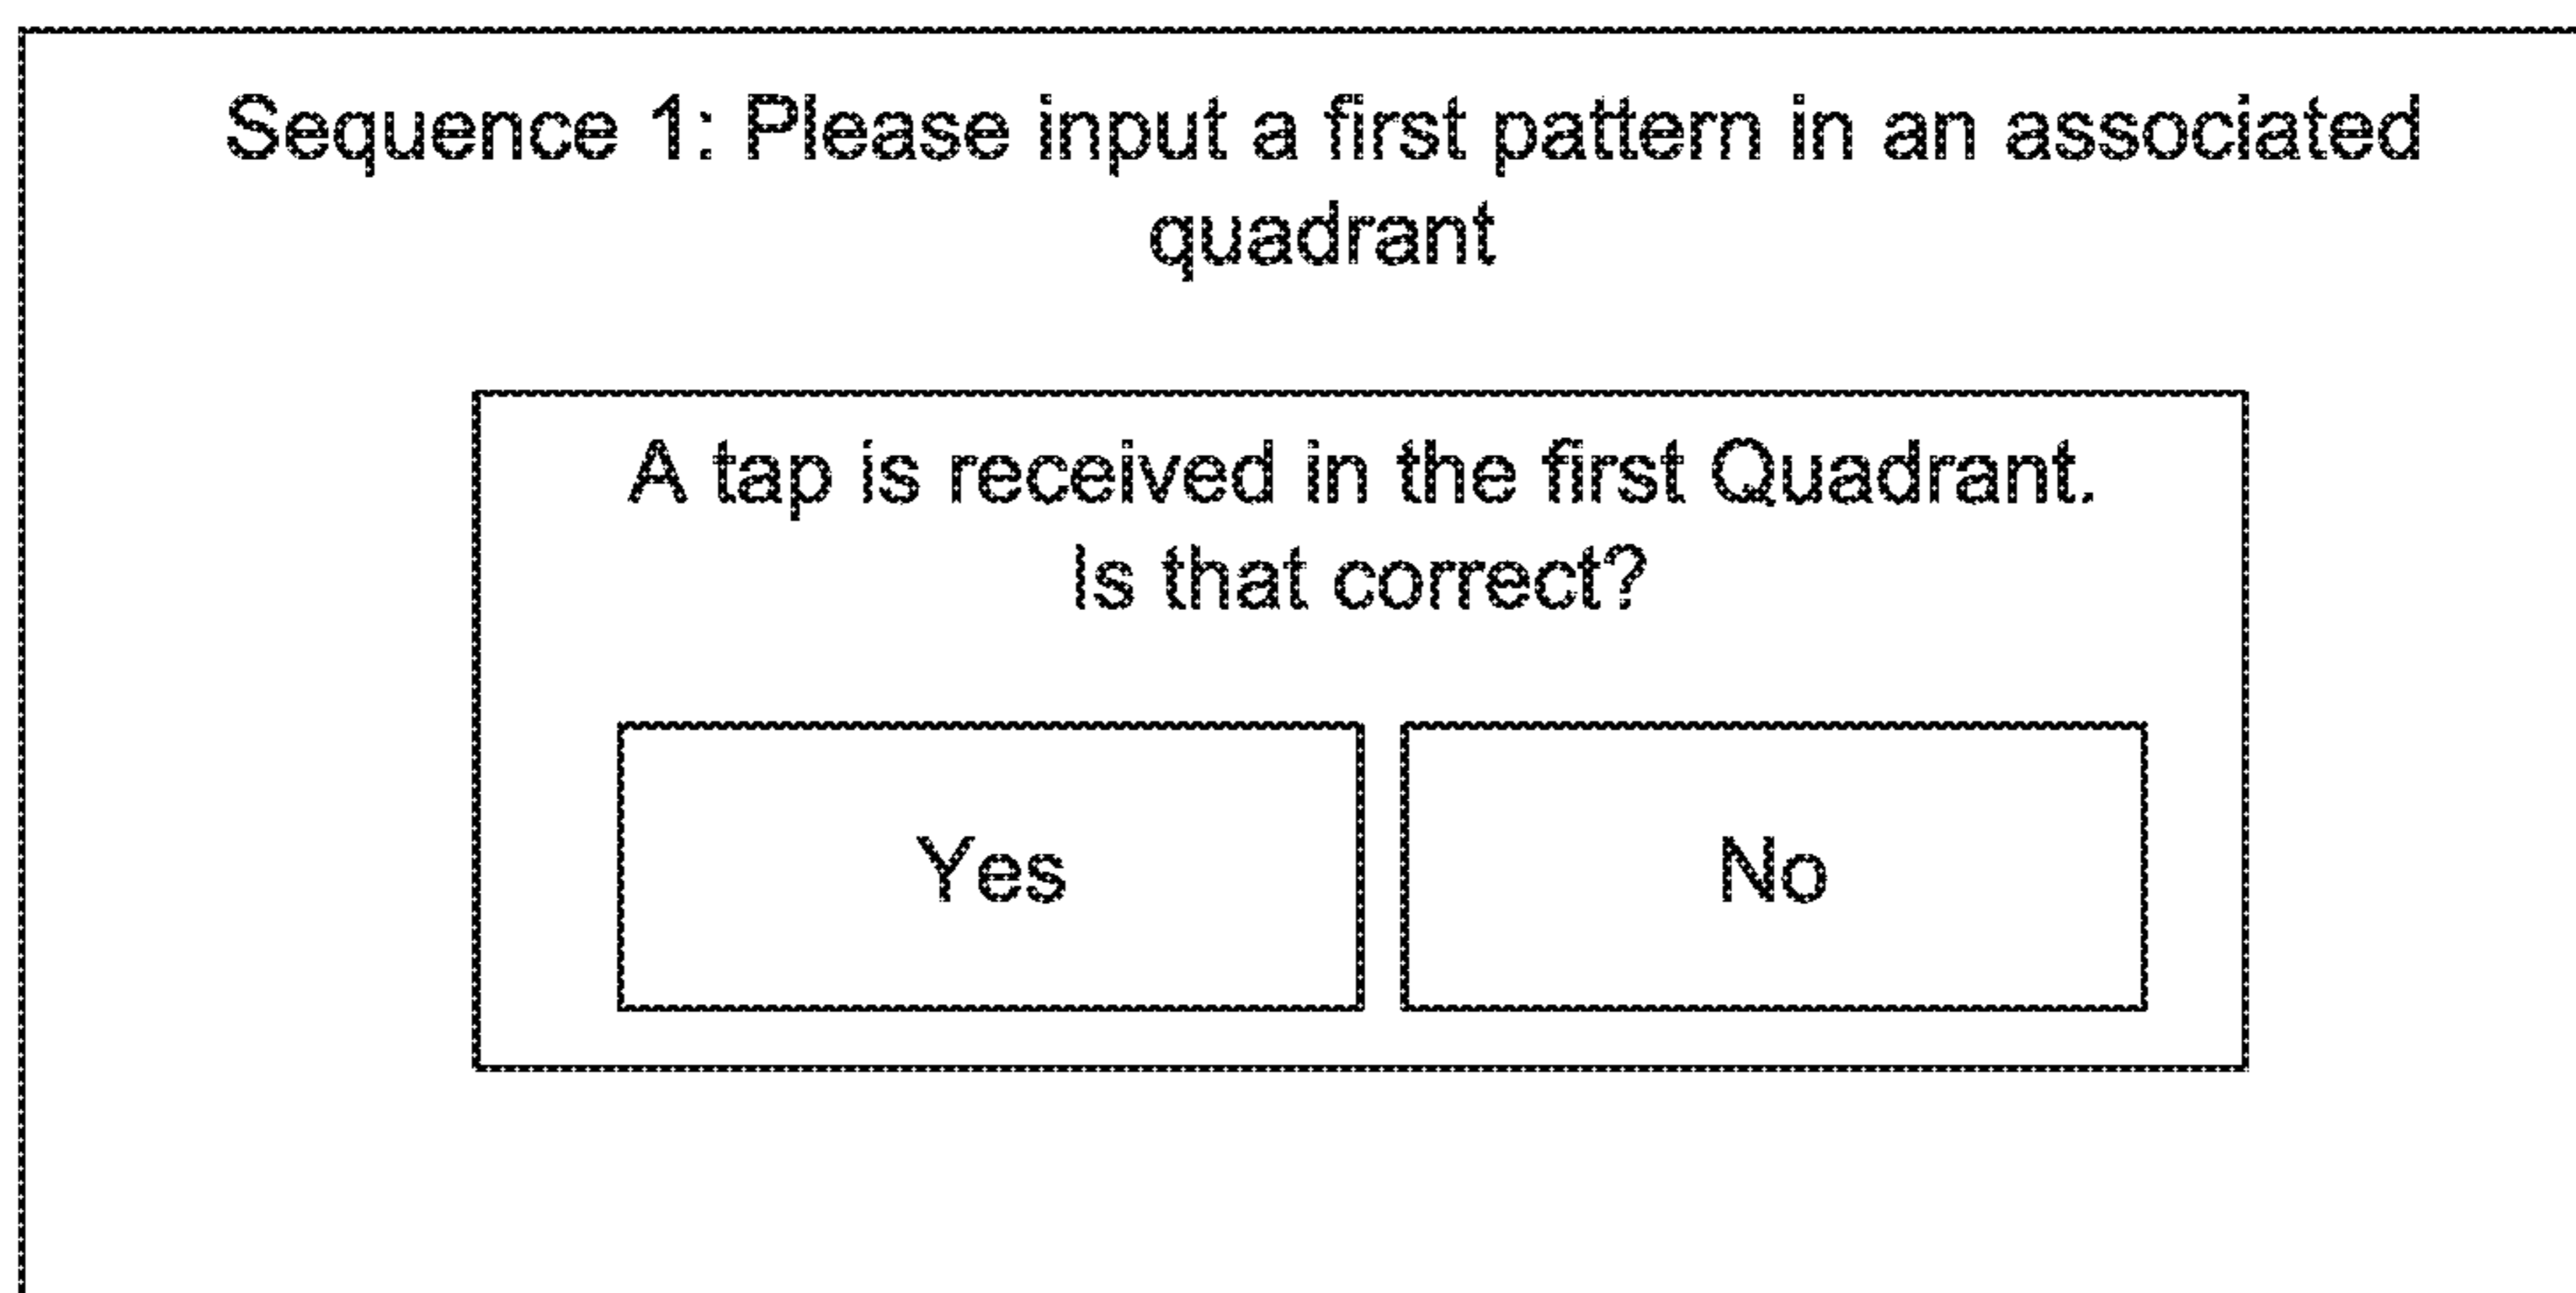 Sequence 1: Please input a first pattern in an associated
quadrant
A tap is received in the first Quadrant.
Is that correct?
Yes
No